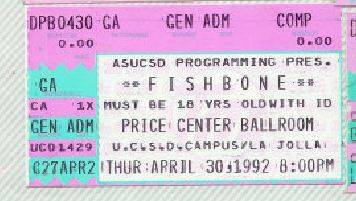 DPB0430 GA GEN ADM COMP
0.00 0.00
ASUCSD PROGRAMMING PRES.
GA **FISHBONE**
CA 1X MUST BE 18 YRS OLDWITH ID
GEN ADM PRICE CENTER BALLROOM
UC01429 U.C.S.D.CAMPUS/LA JOLLA
C27APR2 THUR APRIL 30,1992 8:00PM